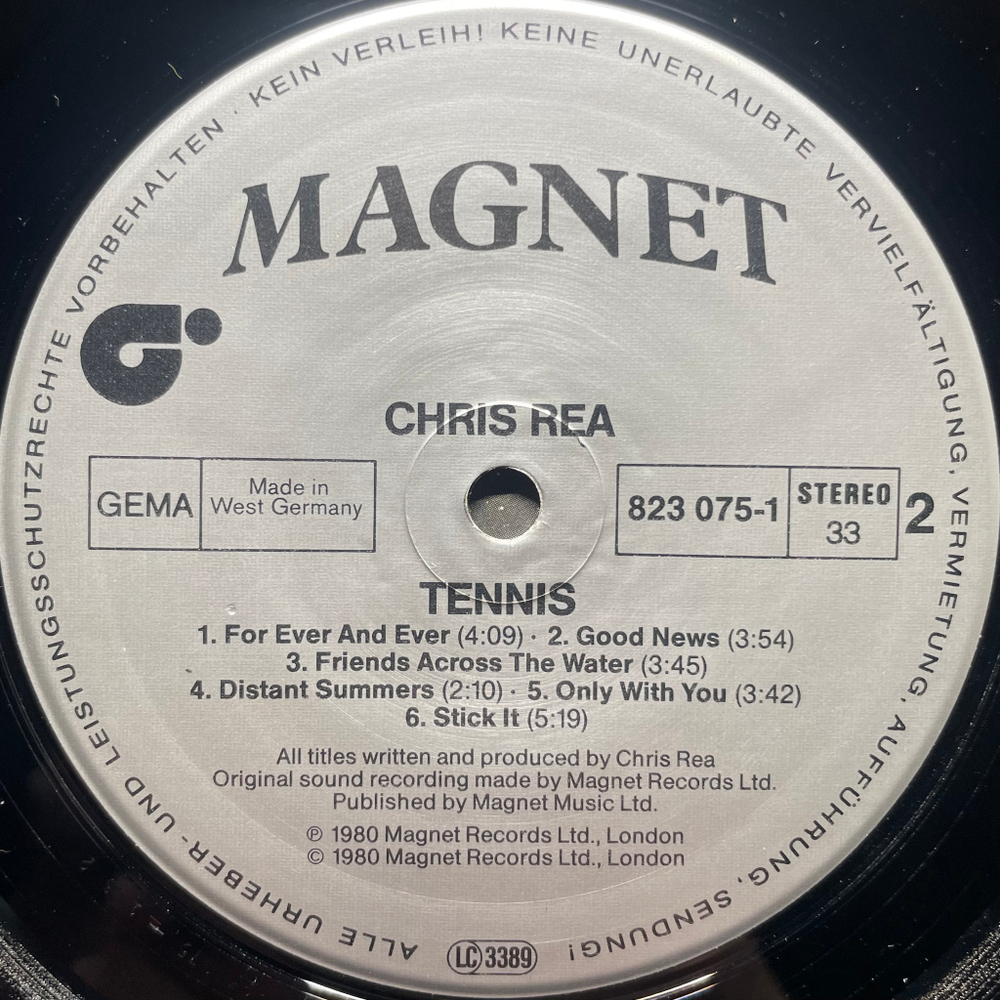 ALLE URHEBER- UND LEISTUNGSSCHUTZRECHTE VORBEHALTEN · KEIN VERLEIH! KEINE UNERLAUBTE VERVIELFÄLTIGUNG, VERMIETUNG, AUFFÜHRUNG, SENDUNG!
MAGNET
CHRIS REA
GEMA
Made in
West Germany
823 075-1
STEREO
33
2
TENNIS
1. For Ever And Ever (4:09) · 2. Good News (3:54)
3. Friends Across The Water (3:45)
4. Distant Summers (2:10) · 5. Only With You (3:42)
6. Stick It (5:19)
All titles written and produced by Chris Rea
Original sound recording made by Magnet Records Ltd.
Published by Magnet Music Ltd.
℗ 1980 Magnet Records Ltd., London
© 1980 Magnet Records Ltd., London
LC 3389